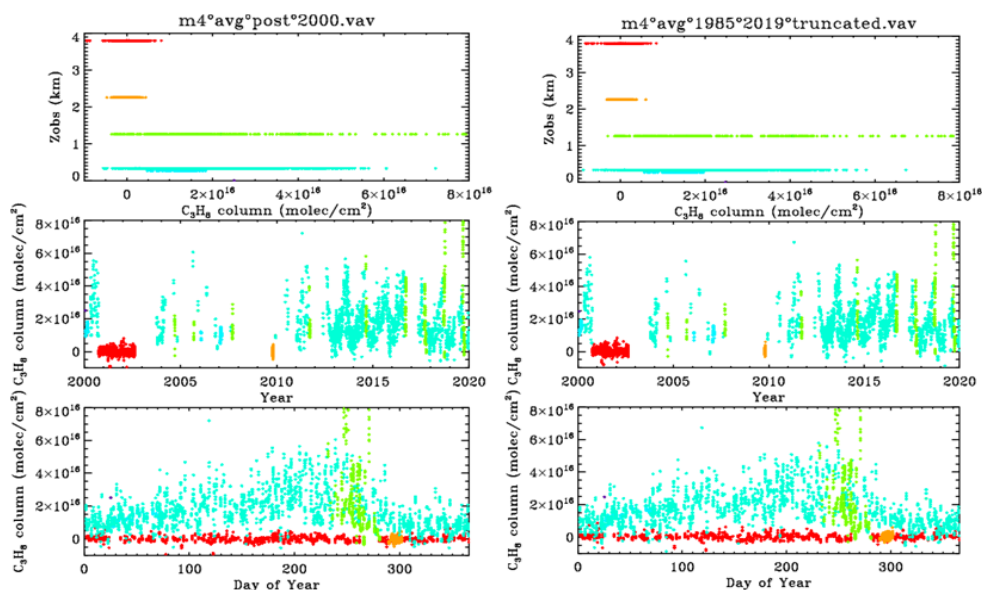 m4°avg°post°2000.vav
Zobs (km)
4
3
2
1
0
0 2×10¹⁶ 4×10¹⁶ 6×10¹⁶ 8×10¹⁶
C₃H₈ column (molec/cm²)
C₃H₈ column (molec/cm²)
8×10¹⁶
6×10¹⁶
4×10¹⁶
2×10¹⁶
0
2000 2005 2010 2015 2020
Year
C₃H₈ column (molec/cm²)
8×10¹⁶
6×10¹⁶
4×10¹⁶
2×10¹⁶
0
0 100 200 300
Day of Year
m4°avg°1985°2019°truncated.vav
Zobs (km)
4
3
2
1
0
0 2×10¹⁶ 4×10¹⁶ 6×10¹⁶ 8×10¹⁶
C₃H₈ column (molec/cm²)
C₃H₈ column (molec/cm²)
8×10¹⁶
6×10¹⁶
4×10¹⁶
2×10¹⁶
0
2000 2005 2010 2015 2020
Year
C₃H₈ column (molec/cm²)
8×10¹⁶
6×10¹⁶
4×10¹⁶
2×10¹⁶
0
0 100 200 300
Day of Year